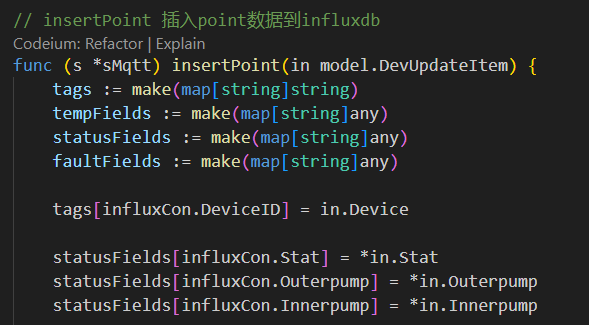 // insertPoint 插入point数据到influxdb
Codeium: Refactor | Explain
func (s *sMqtt) insertPoint(in model.DevUpdateItem) {
tags := make(map[string]string)
tempFields := make(map[string]any)
statusFields := make(map[string]any)
faultFields := make(map[string]any)
tags[influxCon.DeviceID] = in.Device
statusFields[influxCon.Stat] = *in.Stat
statusFields[influxCon.Outerpump] = *in.Outerpump
statusFields[influxCon.Innerpump] = *in.Innerpump